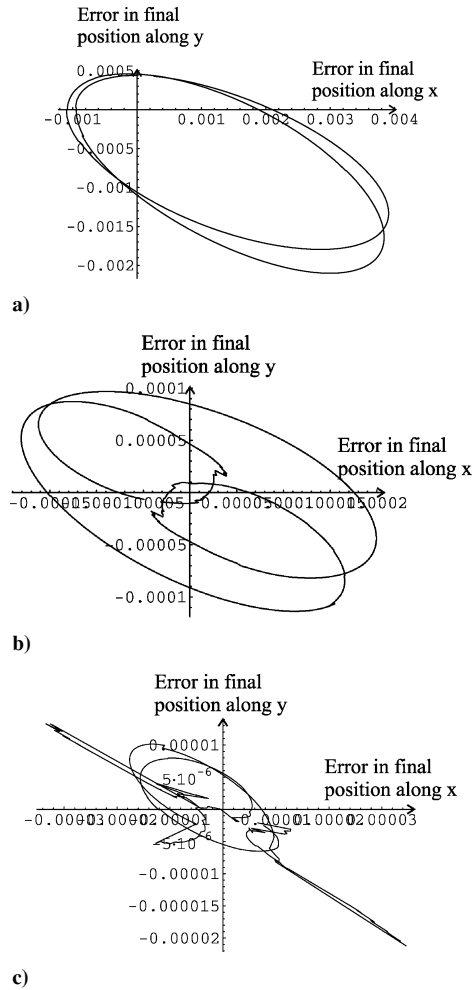 Error in final
position along y
Error in final
position along x
0.0005
-0.001 0.001 0.002 0.003 0.004
-0.0005
-0.001
-0.0015
-0.002
a)
Error in final
position along y
0.0001
Error in final
position along x
0.00005
-0.00005
-0.0001
b)
Error in final
position along y
0.00001
Error in final
position along x
5·10^-6
-0.00001
-0.000015
-0.00002
c)